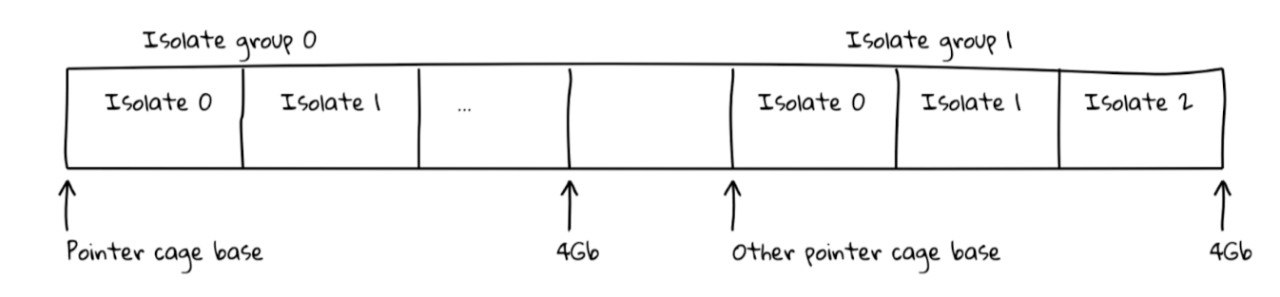 Isolate group 0
Isolate group 1
Isolate 0
Isolate 1
...
Isolate 0
Isolate 1
Isolate 2
Pointer cage base
4Gb
Other pointer cage base
4Gb